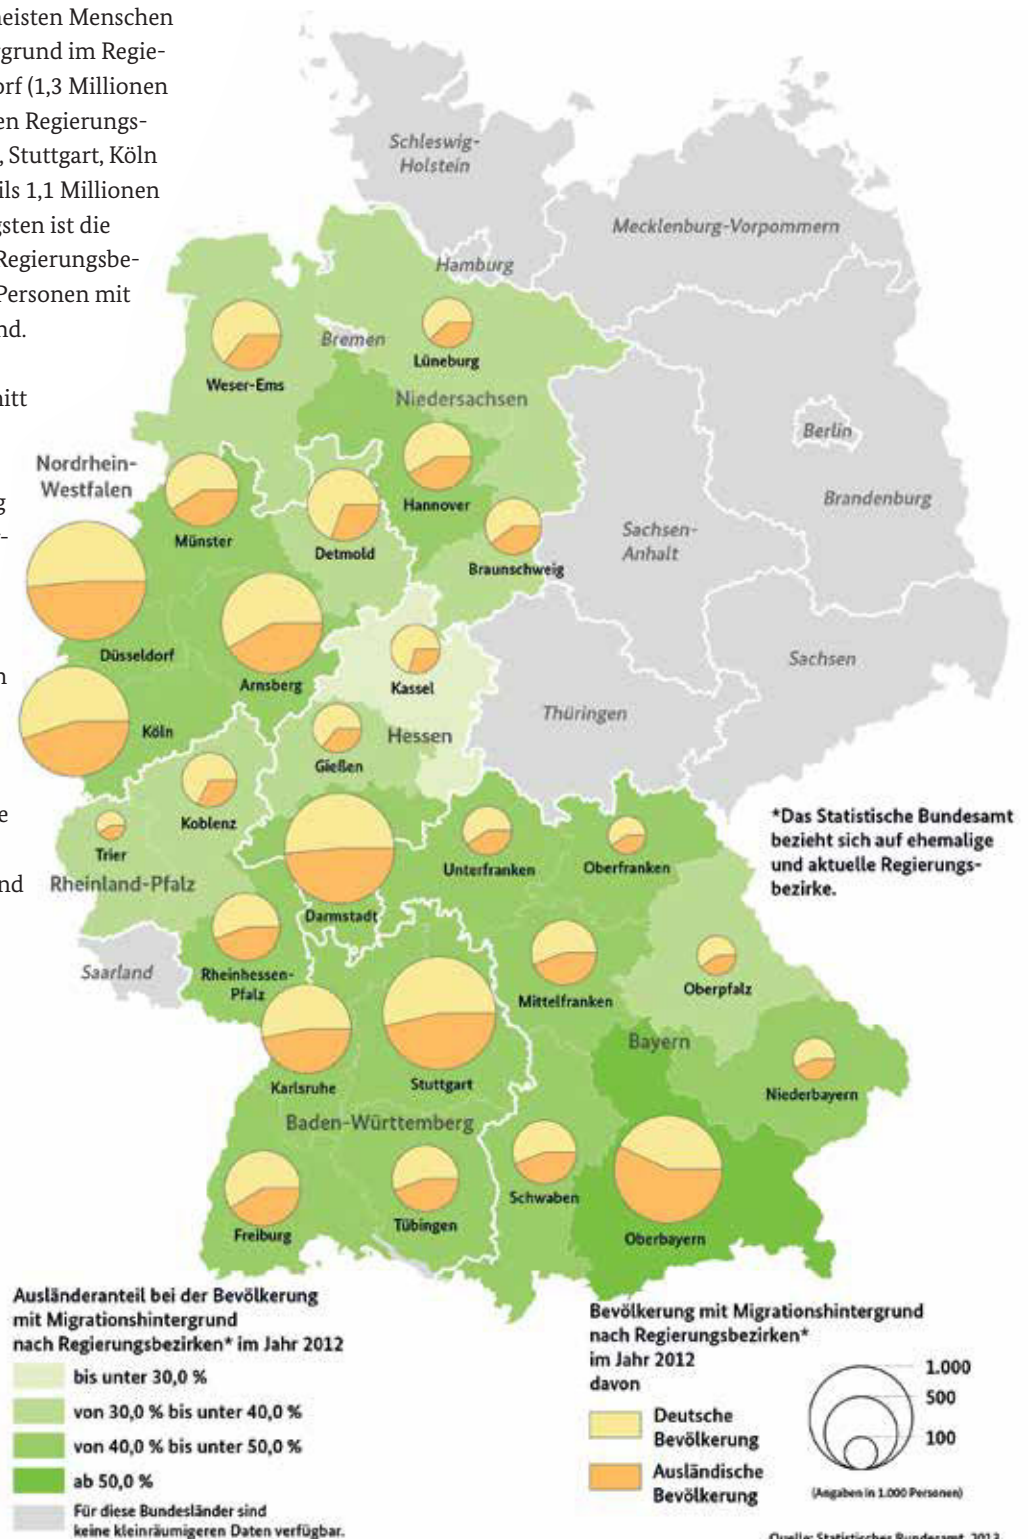 neisten Menschen
grund im Regie-
orf (1,3 Millionen
en Regierungs-
, Stuttgart, Köln
ils 1,1 Millionen
gsten ist die
Regierungsbe-
Personen mit
nd.
nitt
g
-
n
e
nd
Schleswig-
Holstein
Mecklenburg-Vorpommern
Hamburg
Bremen
Lüneburg
Weser-Ems
Niedersachsen
Berlin
Nordrhein-
Westfalen
Brandenburg
Hannover
Münster
Detmold
Sachsen-
Anhalt
Braunschweig
Düsseldorf
Arnsberg
Kassel
Sachsen
Köln
Hessen
Thüringen
Gießen
Koblenz
Trier
Unterfranken
Oberfranken
*Das Statistische Bundesamt
bezieht sich auf ehemalige
und aktuelle Regierungs-
bezirke.
Rheinland-Pfalz
Darmstadt
Saarland
Rheinhessen-
Pfalz
Mittelfranken
Oberpfalz
Bayern
Karlsruhe
Stuttgart
Niederbayern
Baden-Württemberg
Schwaben
Freiburg
Tübingen
Oberbayern
Ausländeranteil bei der Bevölkerung
mit Migrationshintergrund
nach Regierungsbezirken* im Jahr 2012
bis unter 30,0 %
von 30,0 % bis unter 40,0 %
von 40,0 % bis unter 50,0 %
ab 50,0 %
Für diese Bundesländer sind
keine kleinräumigeren Daten verfügbar.
Bevölkerung mit Migrationshintergrund
nach Regierungsbezirken*
im Jahr 2012
davon
Deutsche
Bevölkerung
Ausländische
Bevölkerung
1.000
500
100
(Angaben in 1.000 Personen)
Quelle: Statistisches Bundesamt, 2013